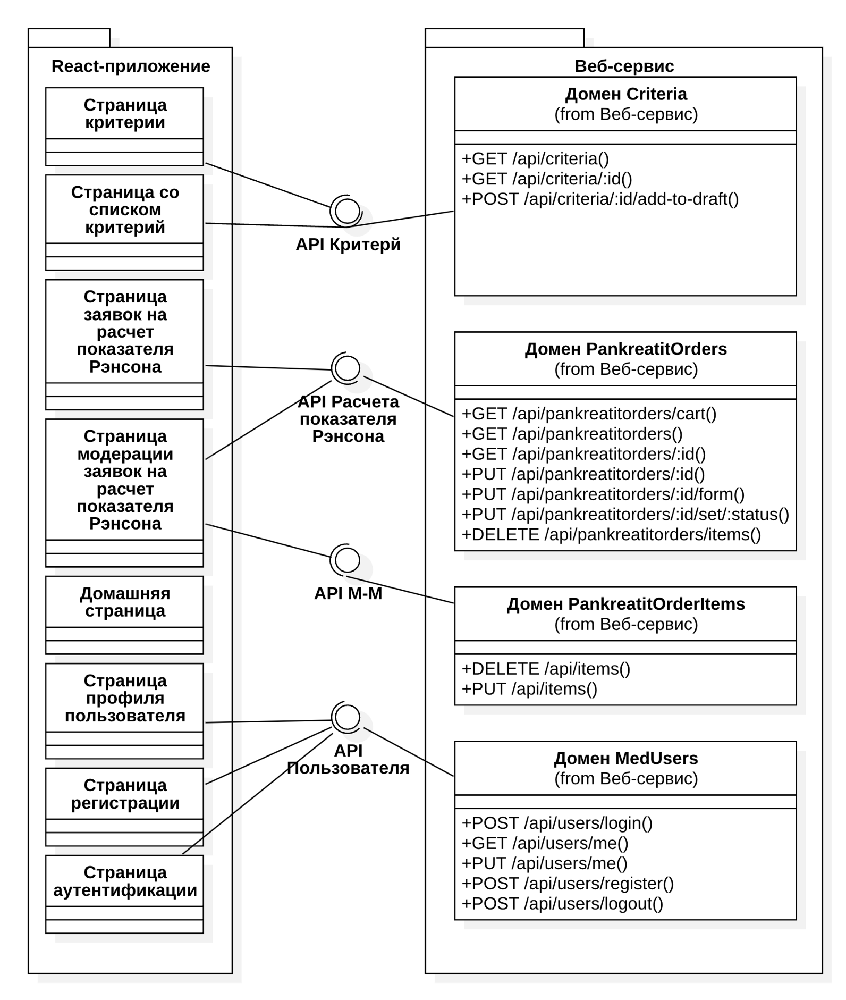 React-приложение
Страница
критерии
Страница со
списком
критерий
Страница
заявок на
расчет
показателя
Рэнсона
Страница
модерации
заявок на
расчет
показателя
Рэнсона
Домашняя
страница
Страница
профиля
пользователя
Страница
регистрации
Страница
аутентификации
API Критерй
API Расчета
показателя
Рэнсона
API М-М
API
Пользователя
Веб-сервис
Домен Criteria
(from Веб-сервис)
+GET /api/criteria()
+GET /api/criteria/:id()
+POST /api/criteria/:id/add-to-draft()
Домен PankreatitOrders
(from Веб-сервис)
+GET /api/pankreatitorders/cart()
+GET /api/pankreatitorders()
+GET /api/pankreatitorders/:id()
+PUT /api/pankreatitorders/:id()
+PUT /api/pankreatitorders/:id/form()
+PUT /api/pankreatitorders/:id/set/:status()
+DELETE /api/pankreatitorders/items()
Домен PankreatitOrderItems
(from Веб-сервис)
+DELETE /api/items()
+PUT /api/items()
Домен MedUsers
(from Веб-сервис)
+POST /api/users/login()
+GET /api/users/me()
+PUT /api/users/me()
+POST /api/users/register()
+POST /api/users/logout()